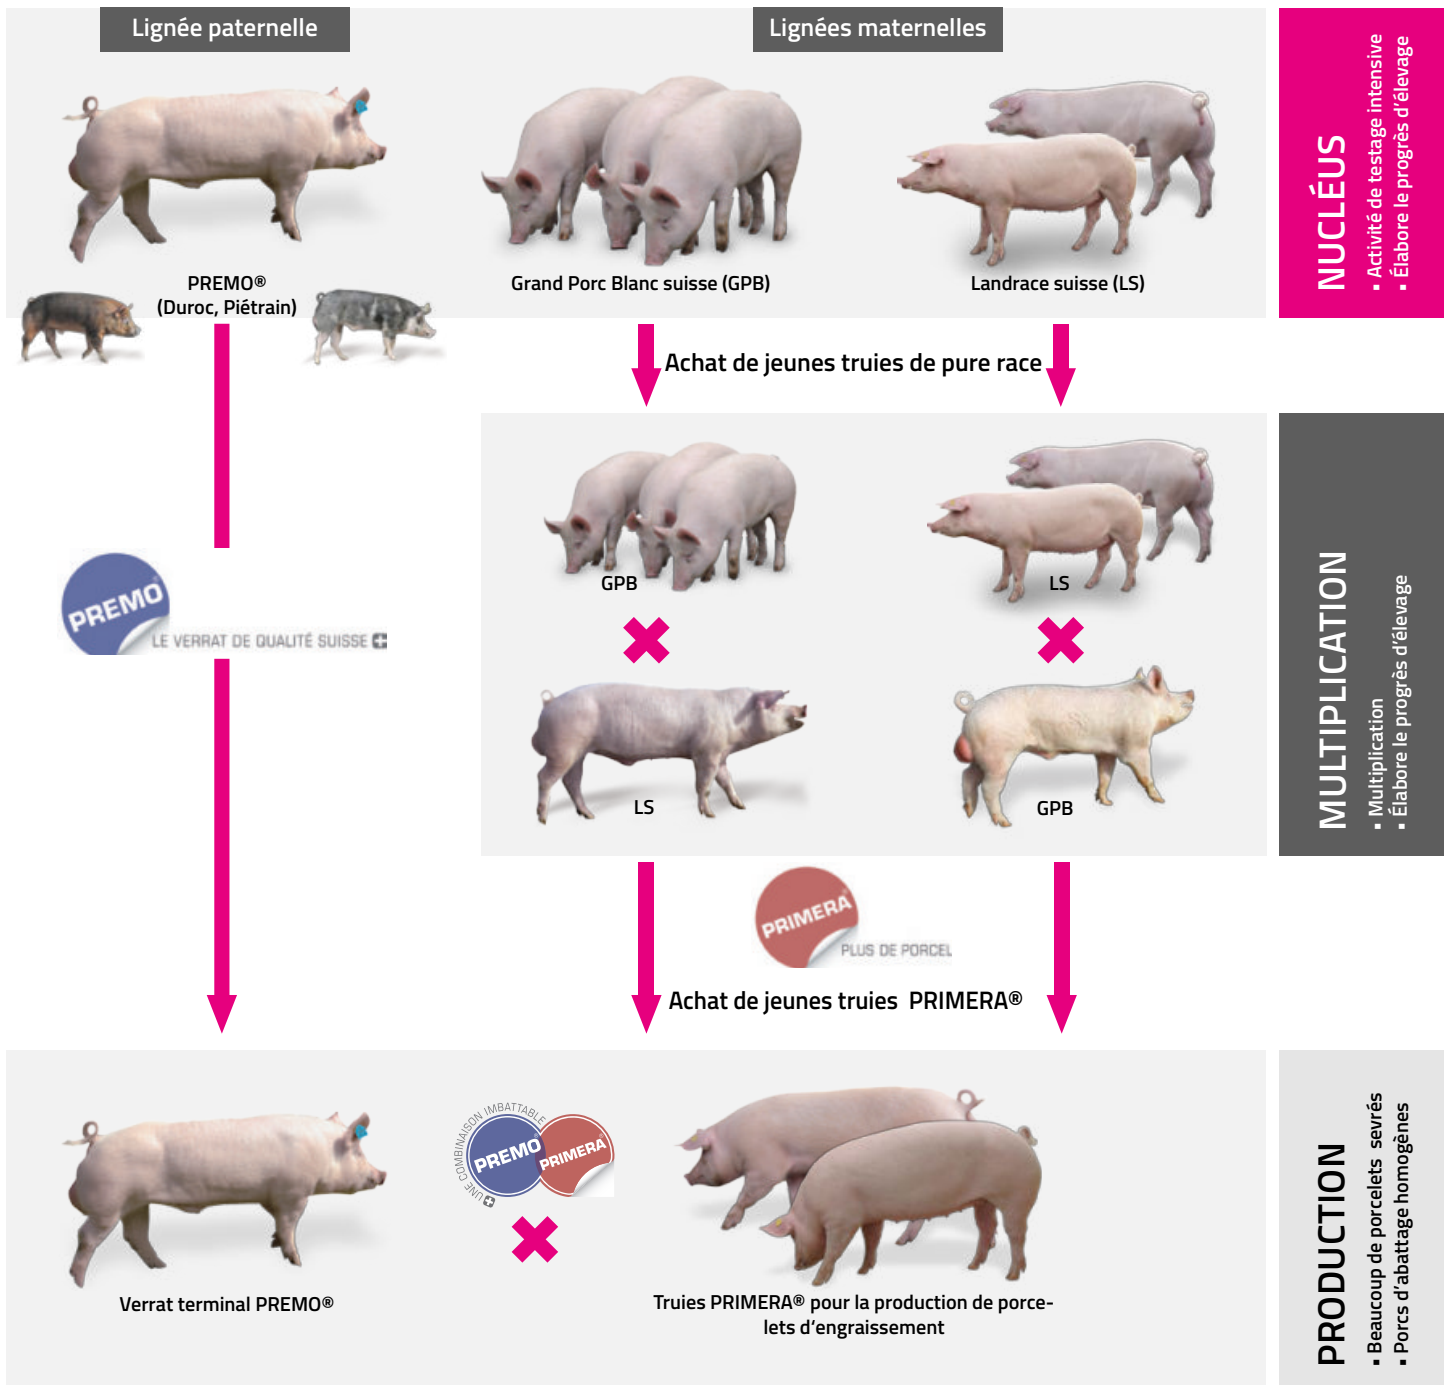 Lignée paternelle
Lignées maternelles
PREMO®
(Duroc, Piétrain)
Grand Porc Blanc suisse (GPB)
Landrace suisse (LS)
NUCLÉUS
▪ Activité de testage intensive
▪ Élabore le progrès d'élevage
Achat de jeunes truies de pure race
GPB
LS
LS
GPB
MULTIPLICATION
▪ Multiplication
▪ Élabore le progrès d'élevage
PREMO®
LE VERRAT DE QUALITÉ SUISSE
PRIMERA®
PLUS DE PORCEL
Achat de jeunes truies PRIMERA®
UNE COMBINAISON IMBATTABLE
PREMO®
PRIMERA®
Verrat terminal PREMO®
Truies PRIMERA® pour la production de porce-
lets d'engraissement
PRODUCTION
▪ Beaucoup de porcelets sevrés
▪ Porcs d'abattage homogènes